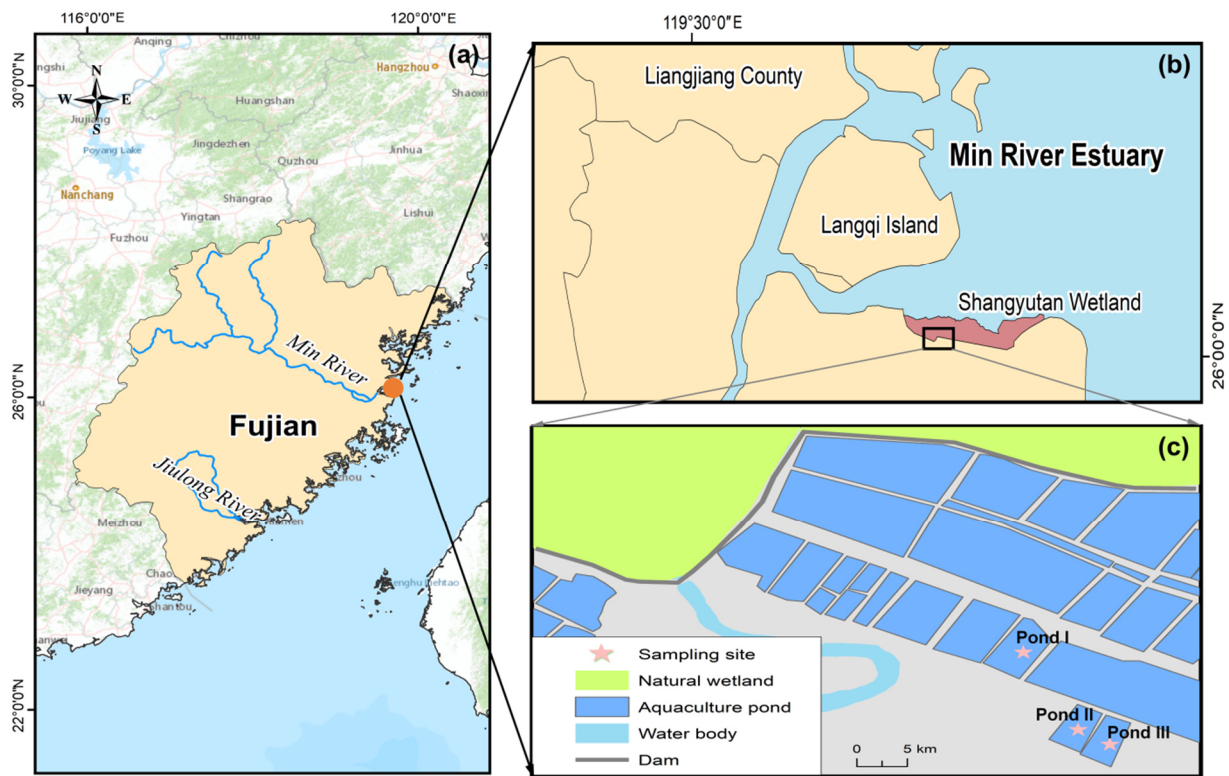 116°0'0"E
120°0'0"E
30°0'0"N
26°0'0"N
22°0'0"N
(a)
N
W
E
S
Anqing
Hangzhou
Huangshan
Jiujiang
Poyang Lake
Jingdezhen
Quzhou
Jinhua
Nanchang
Shangrao
Lishui
Yingtan
Fuzhou
Min River
Fujian
Jiulong River
Meizhou
Jieyang
Shantou
119°30'0"E
(b)
Liangjiang County
Min River Estuary
Langqi Island
Shangyutan Wetland
26°0'0"N
(c)
Pond I
Pond II
Pond III
Sampling site
Natural wetland
Aquaculture pond
Water body
Dam
0
5 km